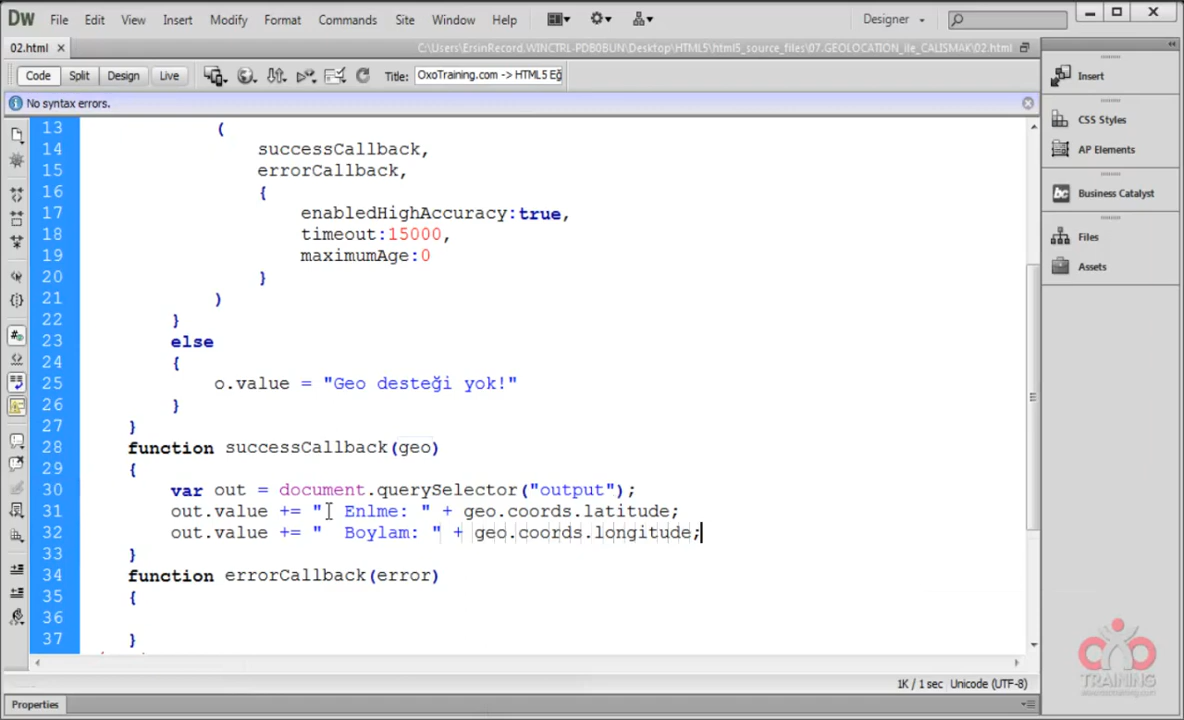 Dw File Edit View Insert Modify Format Commands Site Window Help Designer
02.html C:\Users\ErsinRecord.WINCTRL-PDB0BUN\Desktop\HTML5\html5_source_files\07.GEOLOCATION_ile_CALISMAK\02.html
Code Split Design Live Title: OxoTraining.com -> HTML5 Eğ
No syntax errors.
13 (
14 successCallback,
15 errorCallback,
16 {
17 enabledHighAccuracy:true,
18 timeout:15000,
19 maximumAge:0
20 }
21 )
22 }
23 else
24 {
25 o.value = "Geo desteği yok!"
26 }
27 }
28 function successCallback(geo)
29 {
30 var out = document.querySelector("output");
31 out.value += "  Enlme: " + geo.coords.latitude;
32 out.value += "  Boylam: " + geo.coords.longitude;
33 }
34 function errorCallback(error)
35 {
36
37 }
Insert
CSS Styles
AP Elements
Business Catalyst
Files
Assets
TRAINING
www.oxotraining.com
1K / 1 sec Unicode (UTF-8)
Properties